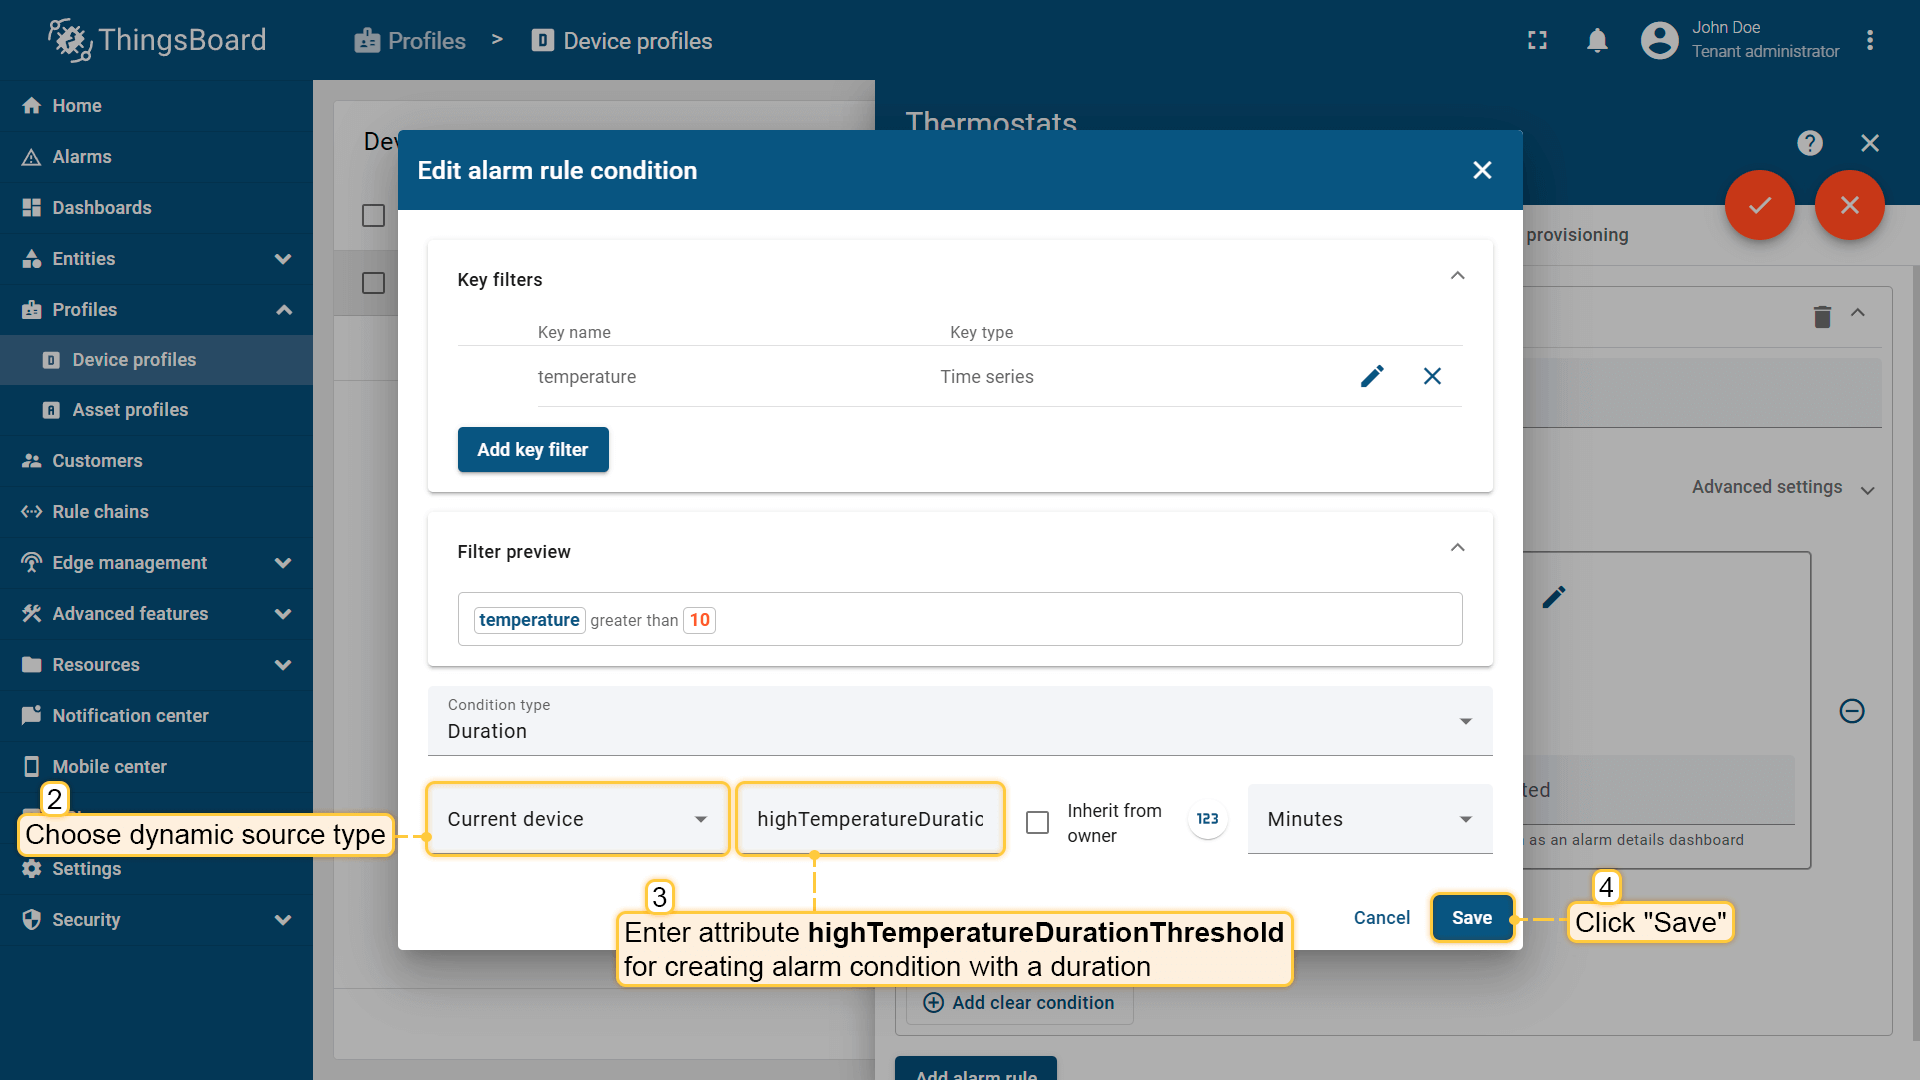 ThingsBoard
Profiles > Device profiles
John Doe
Tenant administrator
Home
Alarms
Dashboards
Entities
Profiles
Device profiles
Asset profiles
Customers
Rule chains
Edge management
Advanced features
Resources
Notification center
Mobile center
Settings
Security
Thermostats
provisioning
Advanced settings
as an alarm details dashboard
Add clear condition
Add alarm rule
Edit alarm rule condition
Key filters
Key name Key type
temperature Time series
Add key filter
Filter preview
temperature greater than 10
Condition type
Duration
Current device
highTemperatureDuratic
Inherit from
owner
123
Minutes
Cancel
Save
2
Choose dynamic source type
3
Enter attribute highTemperatureDurationThreshold
for creating alarm condition with a duration
4
Click "Save"